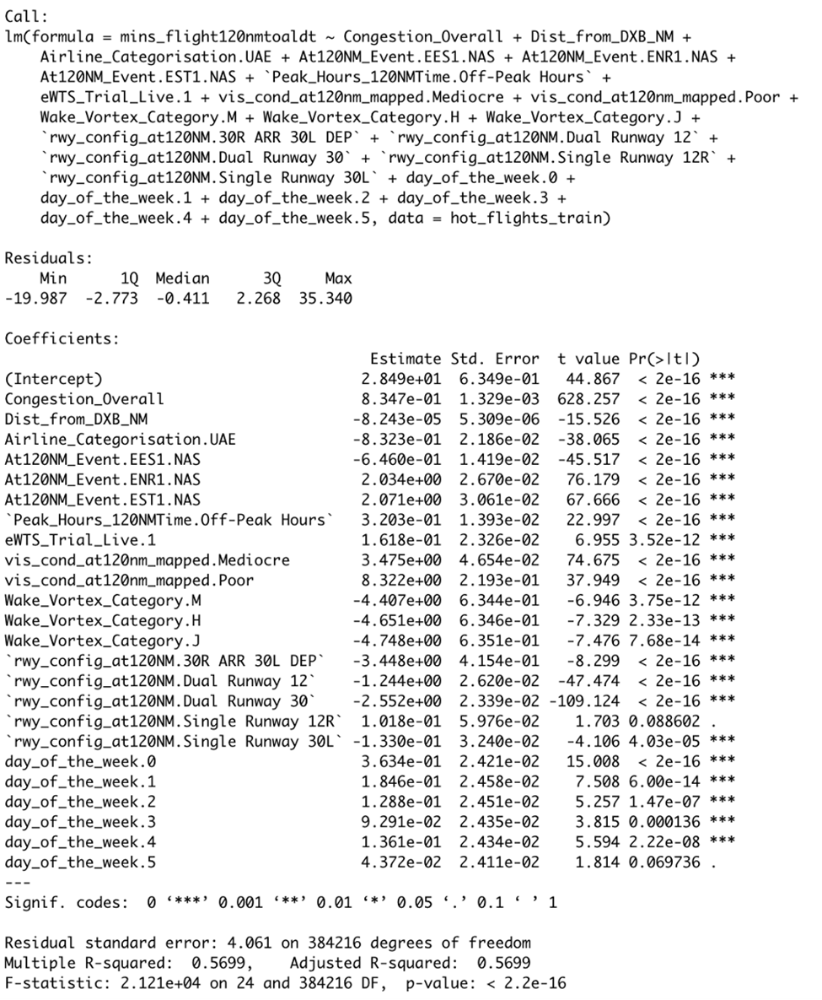 Call:
lm(formula = mins_flight120nmtoaldt ~ Congestion_Overall + Dist_from_DXB_NM +
    Airline_Categorisation.UAE + At120NM_Event.EES1.NAS + At120NM_Event.ENR1.NAS +
    At120NM_Event.EST1.NAS + `Peak_Hours_120NMTime.Off-Peak Hours` +
    eWTS_Trial_Live.1 + vis_cond_at120nm_mapped.Mediocre + vis_cond_at120nm_mapped.Poor +
    Wake_Vortex_Category.M + Wake_Vortex_Category.H + Wake_Vortex_Category.J +
    `rwy_config_at120NM.30R ARR 30L DEP` + `rwy_config_at120NM.Dual Runway 12` +
    `rwy_config_at120NM.Dual Runway 30` + `rwy_config_at120NM.Single Runway 12R` +
    `rwy_config_at120NM.Single Runway 30L` + day_of_the_week.0 +
    day_of_the_week.1 + day_of_the_week.2 + day_of_the_week.3 +
    day_of_the_week.4 + day_of_the_week.5, data = hot_flights_train)

Residuals:
    Min      1Q  Median      3Q     Max
-19.987  -2.773  -0.411   2.268  35.340

Coefficients:
                                         Estimate Std. Error  t value Pr(>|t|)
(Intercept)                             2.849e+01  6.349e-01   44.867  < 2e-16 ***
Congestion_Overall                      8.347e-01  1.329e-03  628.257  < 2e-16 ***
Dist_from_DXB_NM                       -8.243e-05  5.309e-06  -15.526  < 2e-16 ***
Airline_Categorisation.UAE             -8.323e-01  2.186e-02  -38.065  < 2e-16 ***
At120NM_Event.EES1.NAS                 -6.460e-01  1.419e-02  -45.517  < 2e-16 ***
At120NM_Event.ENR1.NAS                  2.034e+00  2.670e-02   76.179  < 2e-16 ***
At120NM_Event.EST1.NAS                  2.071e+00  3.061e-02   67.666  < 2e-16 ***
`Peak_Hours_120NMTime.Off-Peak Hours`   3.203e-01  1.393e-02   22.997  < 2e-16 ***
eWTS_Trial_Live.1                       1.618e-01  2.326e-02    6.955 3.52e-12 ***
vis_cond_at120nm_mapped.Mediocre        3.475e+00  4.654e-02   74.675  < 2e-16 ***
vis_cond_at120nm_mapped.Poor            8.322e+00  2.193e-01   37.949  < 2e-16 ***
Wake_Vortex_Category.M                 -4.407e+00  6.344e-01   -6.946 3.75e-12 ***
Wake_Vortex_Category.H                 -4.651e+00  6.346e-01   -7.329 2.33e-13 ***
Wake_Vortex_Category.J                 -4.748e+00  6.351e-01   -7.476 7.68e-14 ***
`rwy_config_at120NM.30R ARR 30L DEP`   -3.448e+00  4.154e-01   -8.299  < 2e-16 ***
`rwy_config_at120NM.Dual Runway 12`    -1.244e+00  2.620e-02  -47.474  < 2e-16 ***
`rwy_config_at120NM.Dual Runway 30`    -2.552e+00  2.339e-02 -109.124  < 2e-16 ***
`rwy_config_at120NM.Single Runway 12R`  1.018e-01  5.976e-02    1.703 0.088602 .
`rwy_config_at120NM.Single Runway 30L` -1.330e-01  3.240e-02   -4.106 4.03e-05 ***
day_of_the_week.0                       3.634e-01  2.421e-02   15.008  < 2e-16 ***
day_of_the_week.1                       1.846e-01  2.458e-02    7.508 6.00e-14 ***
day_of_the_week.2                       1.288e-01  2.451e-02    5.257 1.47e-07 ***
day_of_the_week.3                       9.291e-02  2.435e-02    3.815 0.000136 ***
day_of_the_week.4                       1.361e-01  2.434e-02    5.594 2.22e-08 ***
day_of_the_week.5                       4.372e-02  2.411e-02    1.814 0.069736 .
---
Signif. codes:  0 ‘***’ 0.001 ‘**’ 0.01 ‘*’ 0.05 ‘.’ 0.1 ‘ ’ 1

Residual standard error: 4.061 on 384216 degrees of freedom
Multiple R-squared:  0.5699,    Adjusted R-squared:  0.5699
F-statistic: 2.121e+04 on 24 and 384216 DF,  p-value: < 2.2e-16